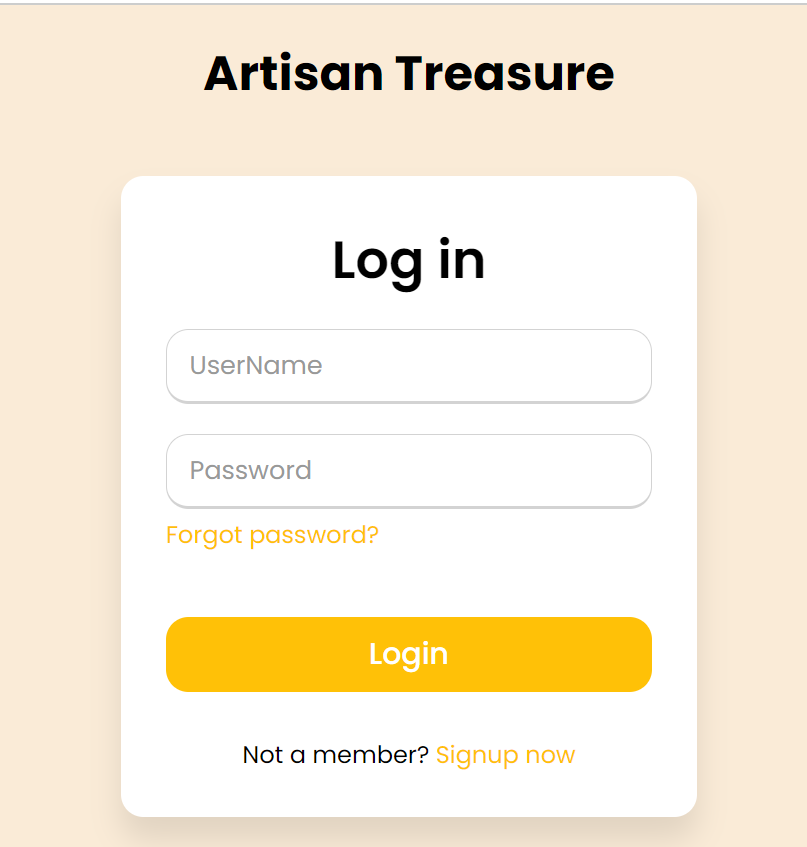 Artisan Treasure
Log in
UserName
Password
Forgot password?
Login
Not a member? Signup now